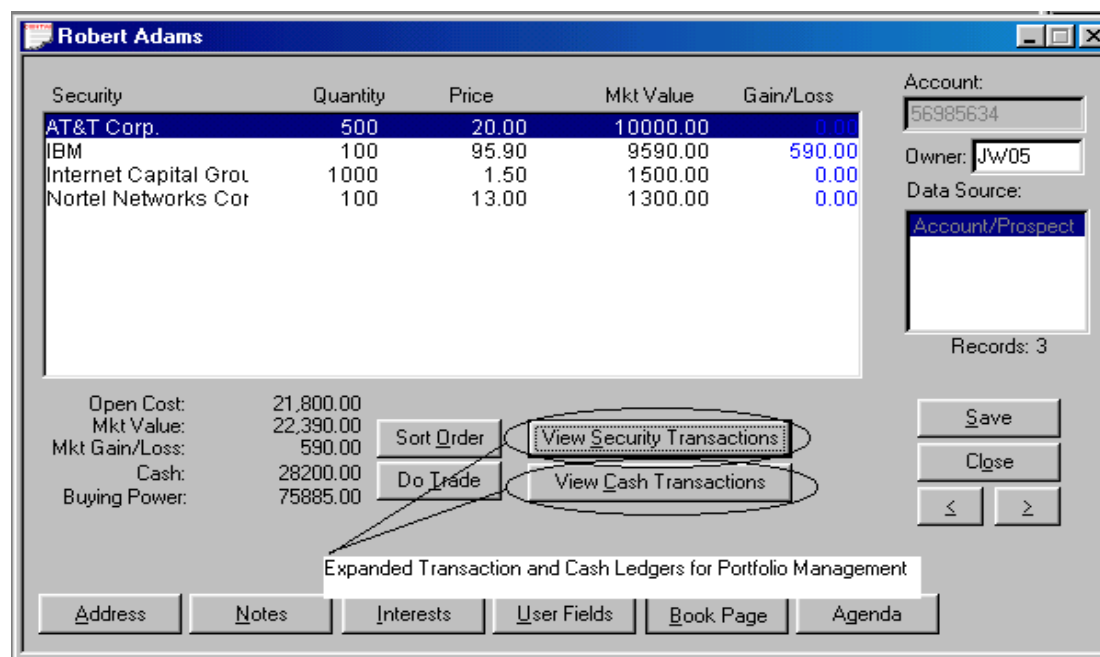 Robert Adams
Security Quantity Price Mkt Value Gain/Loss
AT&T Corp. 500 20.00 10000.00 0.00
IBM 100 95.90 9590.00 590.00
Internet Capital Grou 1000 1.50 1500.00 0.00
Nortel Networks Cor 100 13.00 1300.00 0.00
Account:
56985634
Owner: JW05
Data Source:
Account/Prospect
Records: 3
Open Cost: 21,800.00
Mkt Value: 22,390.00
Mkt Gain/Loss: 590.00
Cash: 28200.00
Buying Power: 75885.00
Sort Order View Security Transactions
Do Trade View Cash Transactions
Save
Close
< >
Expanded Transaction and Cash Ledgers for Portfolio Management
Address Notes Interests User Fields Book Page Agenda